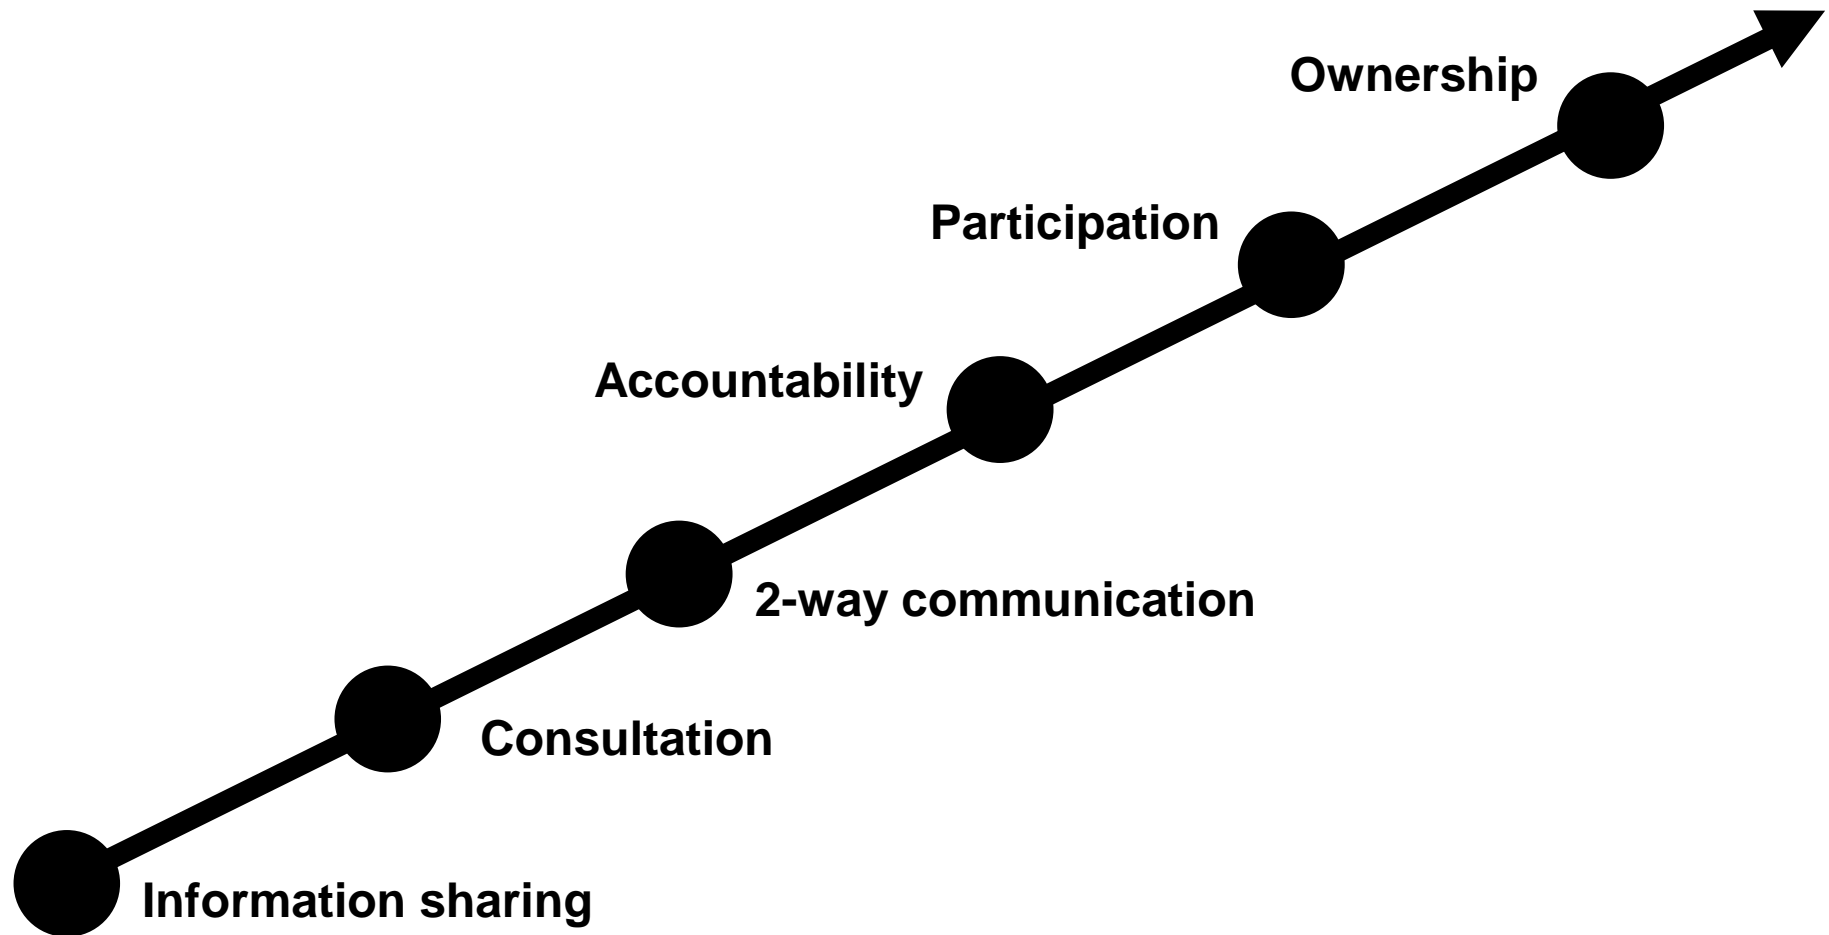 Ownership
Participation
Accountability
2-way communication
Consultation
Information sharing